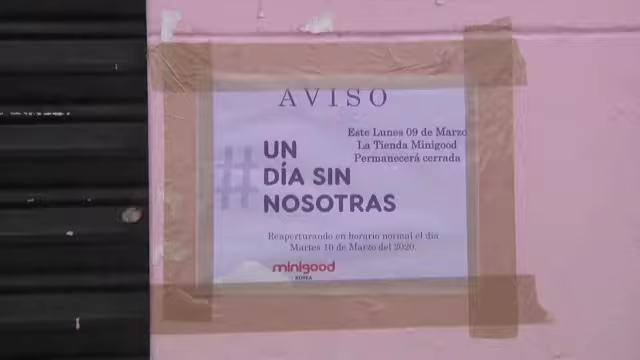 AVISO
Este Lunes 09 de Marzo
La Tienda Minigood
Permanecerá cerrada
#UN
DÍA SIN
NOSOTRAS
Reaperturando en horario normal el día
Martes 10 de Marzo del 2020.
minigood
KOREA